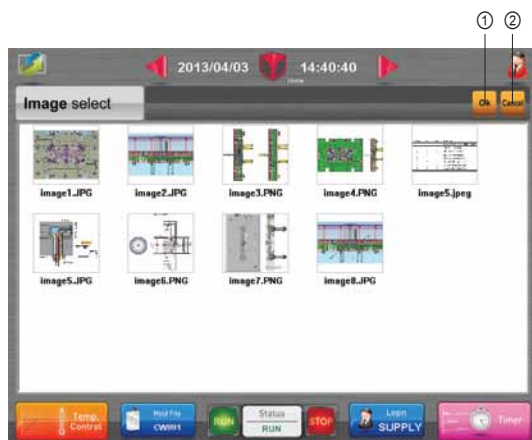 ① ②
2013/04/03 14:40:40
Home
Image select
Ok Cancel
image1.JPG image2.JPG image3.PNG image4.PNG image5.jpeg
image5.JPG image6.PNG image7.PNG image8.JPG
Temp. Control
Mold File
CW001
RUN
Status
RUN
STOP
Login
SUPPLY
Timer